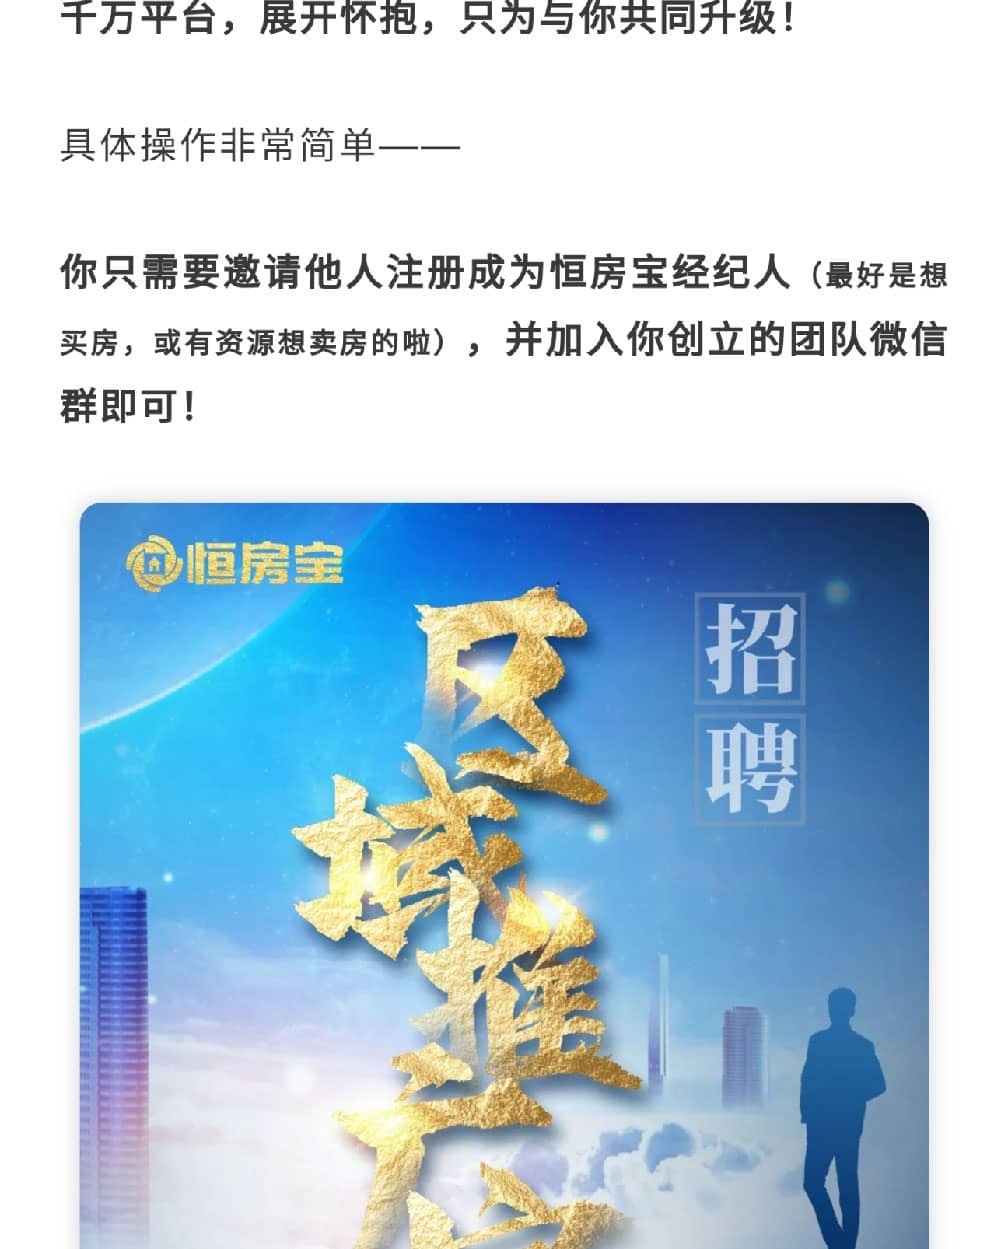 千万平台，展开怀抱，只为与你共同升级！
具体操作非常简单——
你只需要邀请他人注册成为恒房宝经纪人（最好是想
买房，或有资源想卖房的啦），并加入你创立的团队微信
群即可！
恒房宝
招
聘
区
域
推
广